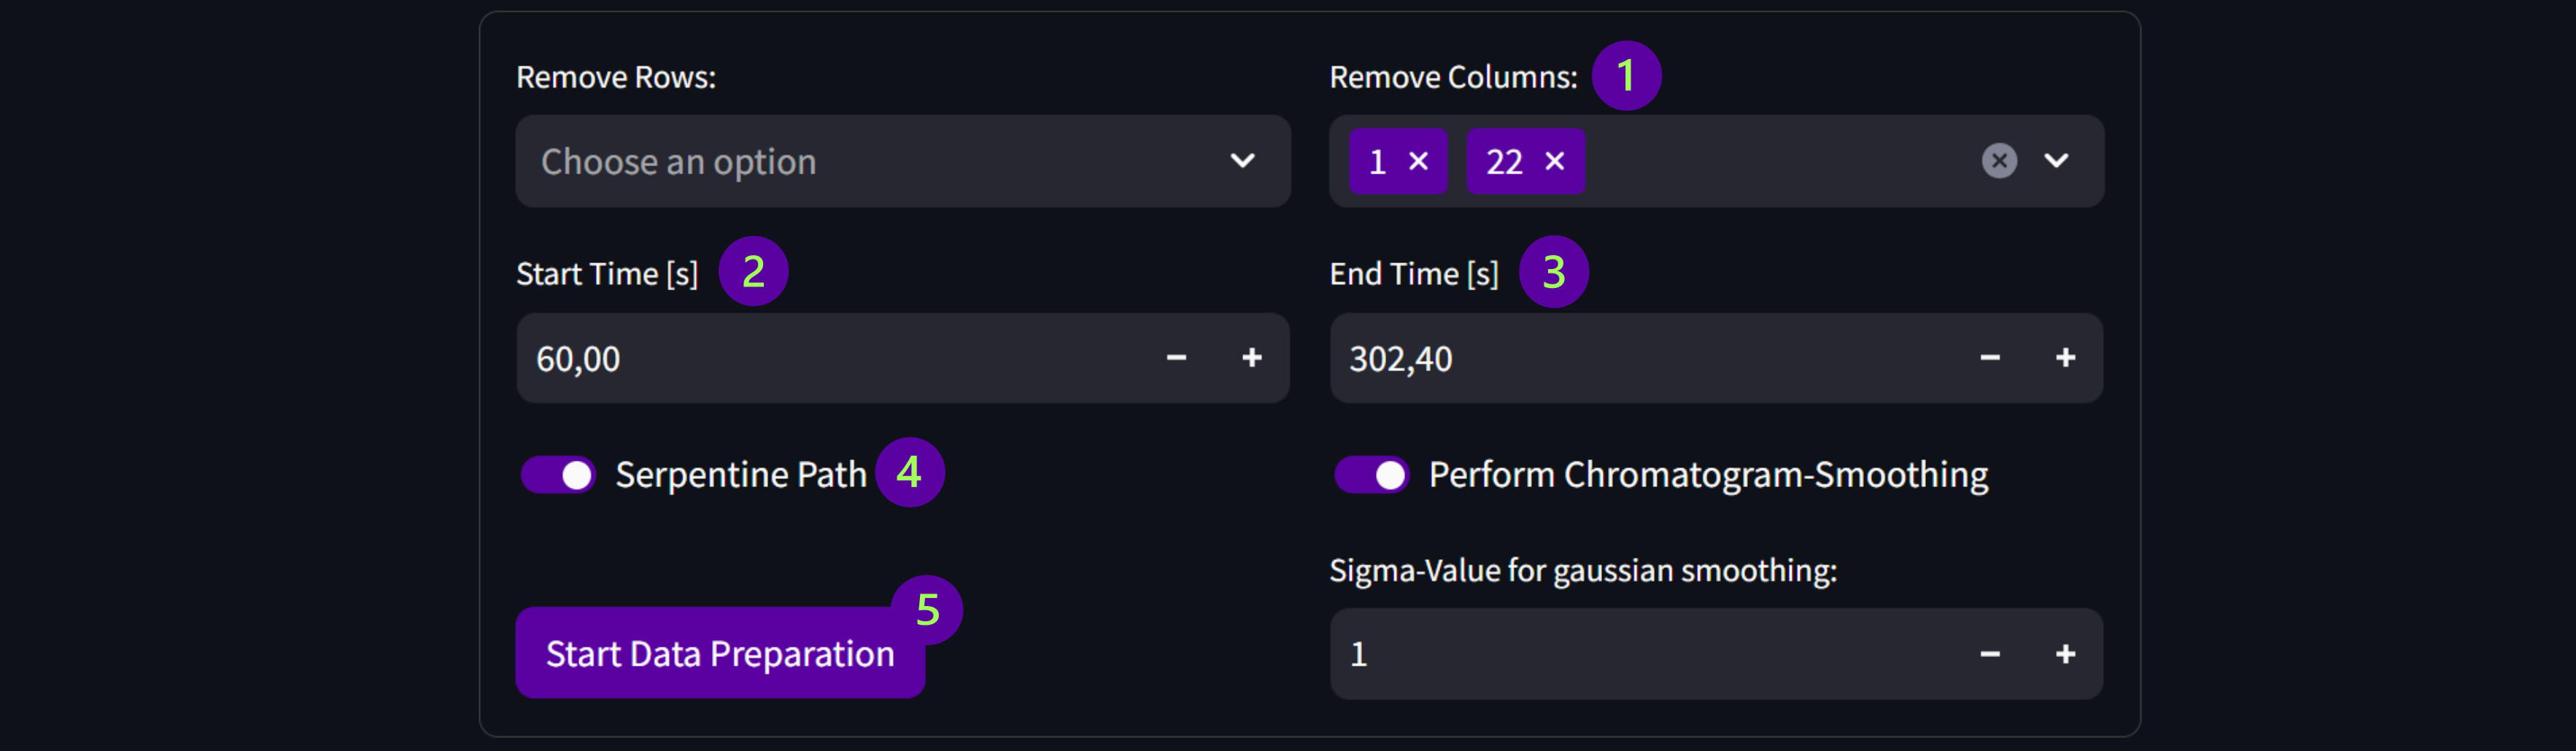 Remove Rows:
Remove Columns: 1
Choose an option
1 × 22 ×
Start Time [s] 2
End Time [s] 3
60,00 − +
302,40 − +
Serpentine Path 4
Perform Chromatogram-Smoothing
Sigma-Value for gaussian smoothing:
5
Start Data Preparation
1 − +